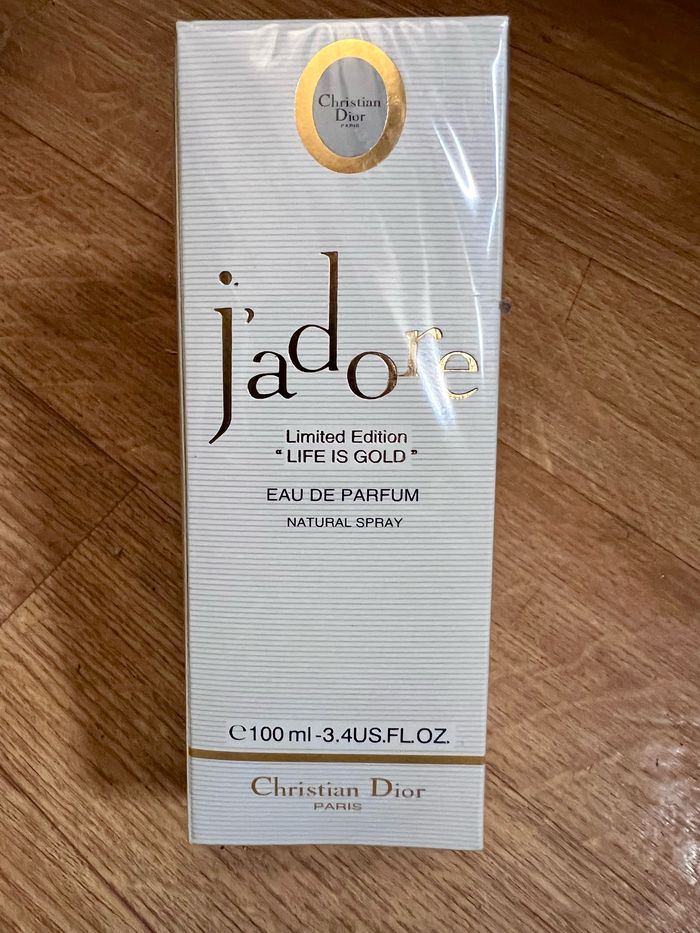 Christian
Dior
PARIS
j'adore
Limited Edition
" LIFE IS GOLD "
EAU DE PARFUM
NATURAL SPRAY
℮100 ml -3.4US.FL.OZ.
Christian Dior
PARIS